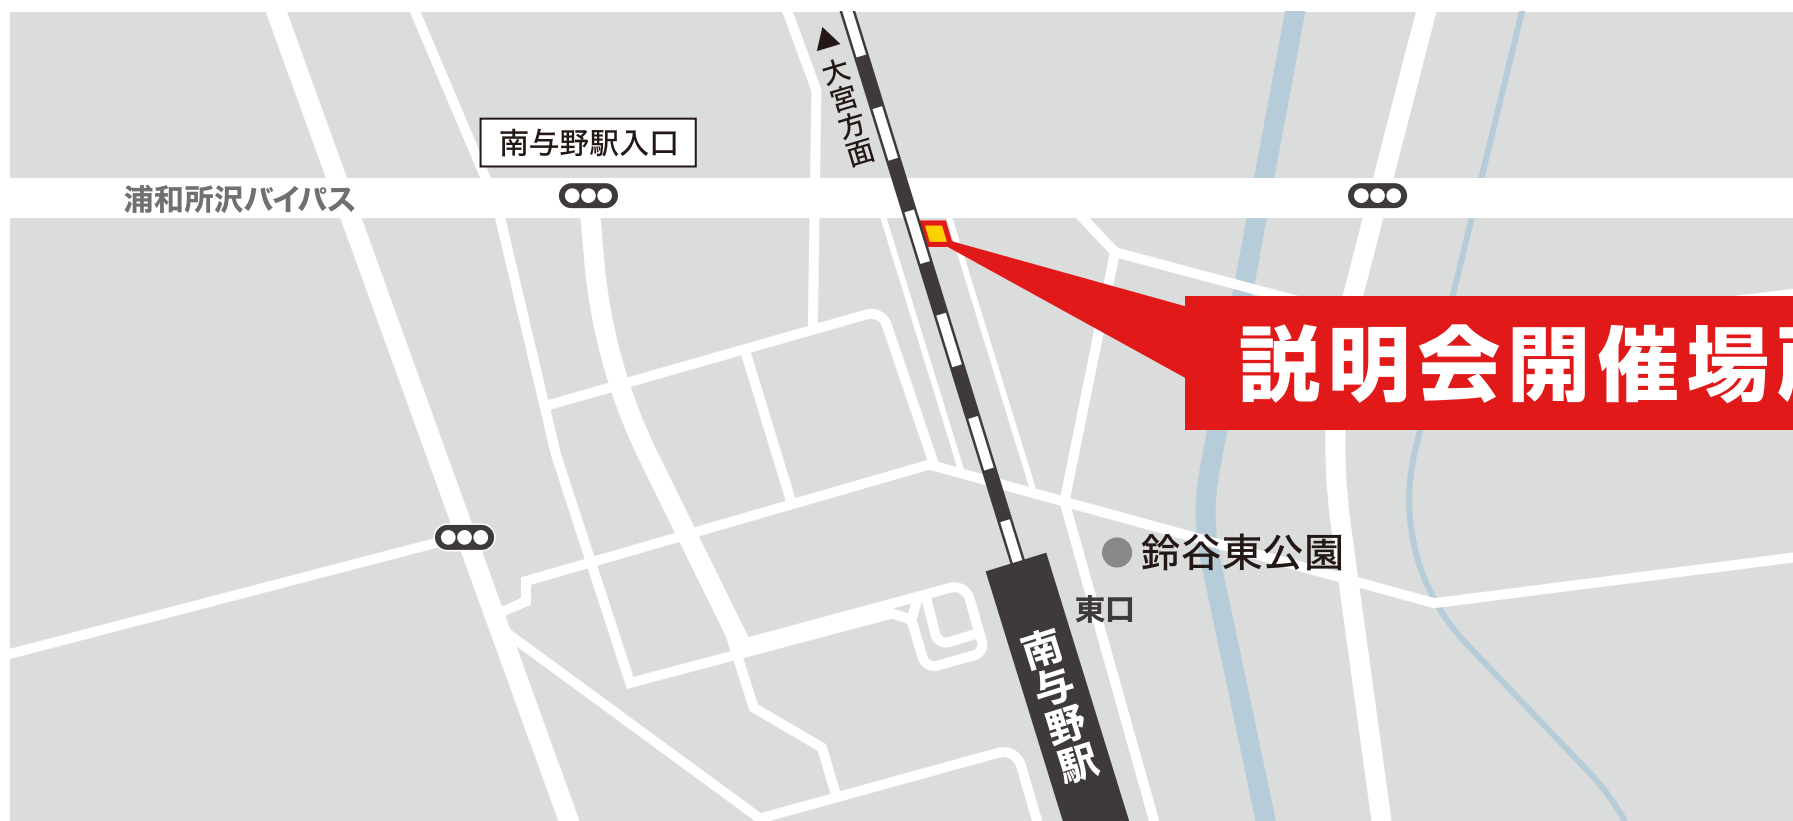 ▲大宮方面
南与野駅入口
浦和所沢バイパス
説明会開催場
鈴谷東公園
東口
南与野駅